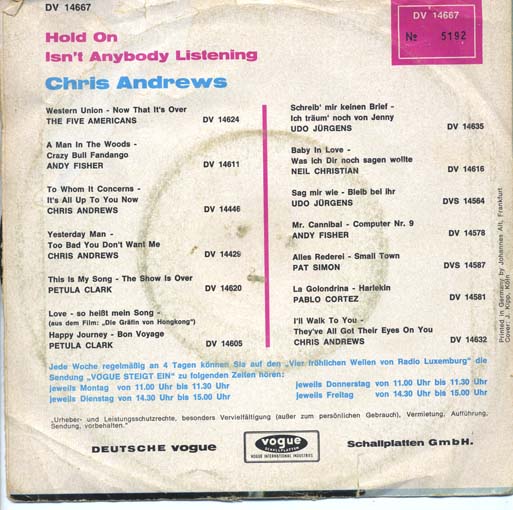 DV 14667
DV 14667
№ 5192
Hold On
Isn't Anybody Listening
Chris Andrews
Western Union - Now That It's Over
THE FIVE AMERICANS DV 14624
A Man In The Woods -
Crazy Bull Fandango
ANDY FISHER DV 14611
To Whom It Concerns -
It's All Up To You Now
CHRIS ANDREWS DV 14446
Yesterday Man -
Too Bad You Don't Want Me
CHRIS ANDREWS DV 14429
This Is My Song - The Show Is Over
PETULA CLARK DV 14620
Love - so heißt mein Song -
(aus dem Film: „Die Gräfin von Hongkong")
Happy Journey - Bon Voyage
PETULA CLARK DV 14605
Schreib' mir keinen Brief -
Ich träum' noch von Jenny
UDO JÜRGENS DV 14635
Baby In Love -
Was ich Dir noch sagen wollte
NEIL CHRISTIAN DV 14616
Sag mir wie - Bleib bei ihr
UDO JÜRGENS DVS 14564
Mr. Cannibal - Computer Nr. 9
ANDY FISHER DV 14578
Alles Rederei - Small Town
PAT SIMON DVS 14587
La Golondrina - Harlekin
PABLO CORTEZ DV 14581
I'll Walk To You -
They've All Got Their Eyes On You
CHRIS ANDREWS DV 14632
Jede Woche regelmäßig an 4 Tagen können Sie auf den „Vier fröhlichen Wellen von Radio Luxemburg" die
Sendung „VOGUE STEIGT EIN" zu folgenden Zeiten hören:
jeweils Montag von 11.00 Uhr bis 11.30 Uhr jeweils Donnerstag von 11.00 Uhr bis 11.30 Uhr
jeweils Dienstag von 14.30 Uhr bis 15.00 Uhr jeweils Freitag von 14.30 Uhr bis 15.00 Uhr
„Urheber- und Leistungsschutzrechte, besonders Vervielfältigung (außer zum persönlichen Gebrauch), Vermietung, Aufführung,
Sendung, vorbehalten."
DEUTSCHE vogue vogue Schallplatten GmbH.
SCHALLPLATTEN
VOGUE INTERNATIONAL INDUSTRIES
Printed in Germany by Johannes Alt, Frankfurt
Cover: J. Kipp, Köln